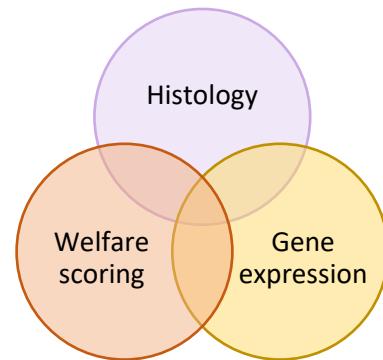 Histology
Welfare
scoring
Gene
expression